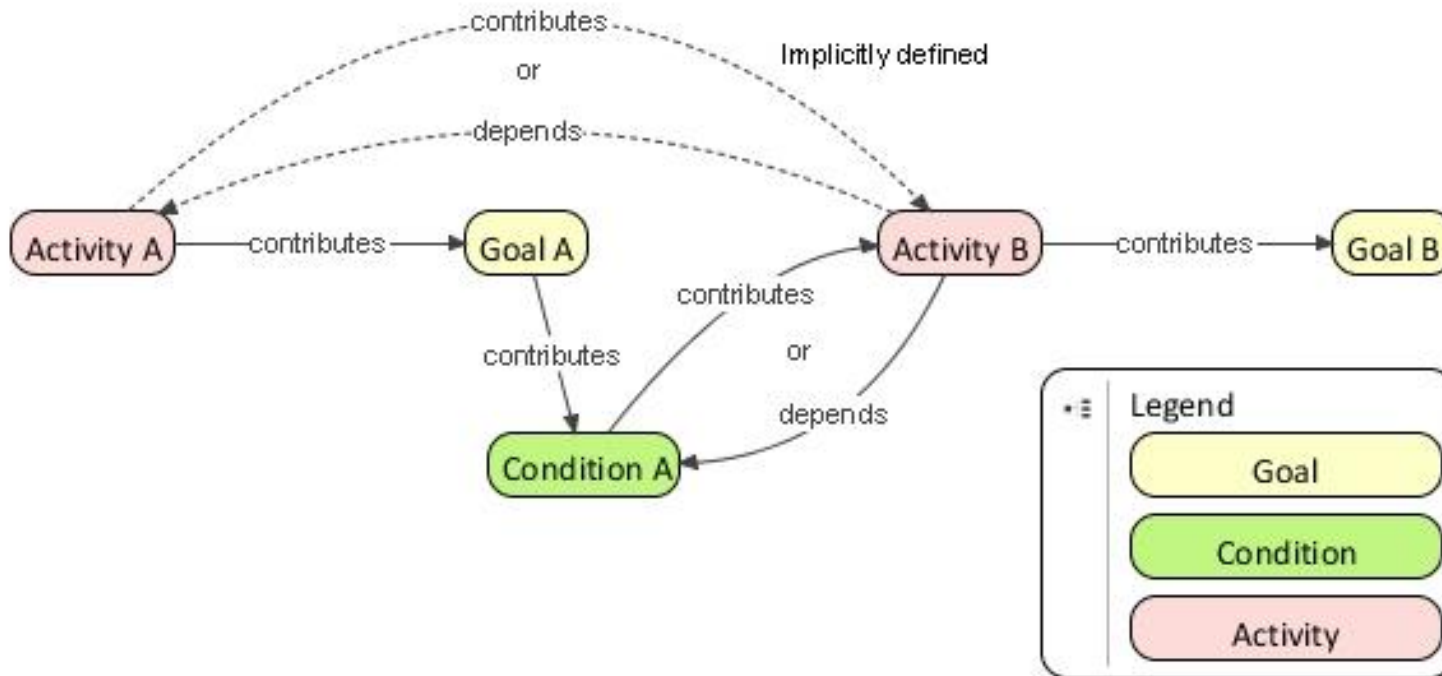 contributes
or
Implicitly defined
depends
Activity A
contributes
Goal A
Activity B
contributes
Goal B
contributes
contributes
or
depends
Condition A
Legend
Goal
Condition
Activity